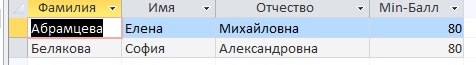 Фамилия Имя Отчество Min-Балл
Абрамцева Елена Михайловна 80
Белякова София Александровна 80